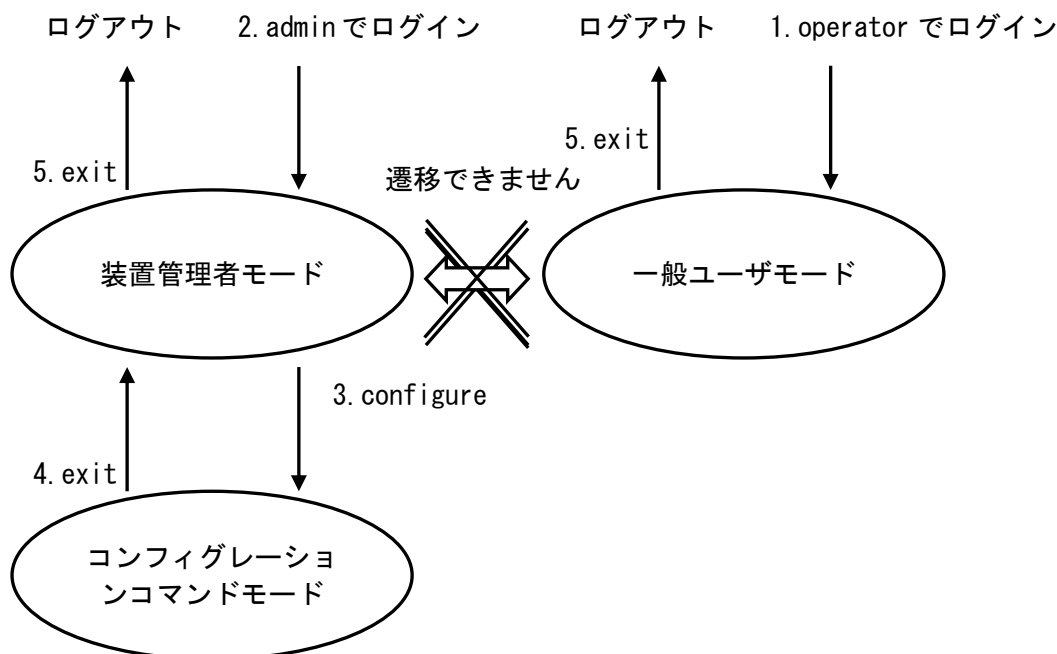 ログアウト
2.adminでログイン
ログアウト
1.operatorでログイン
5.exit
5.exit
遷移できません
装置管理者モード
一般ユーザモード
3.configure
4.exit
コンフィグレーショ
ンコマンドモード